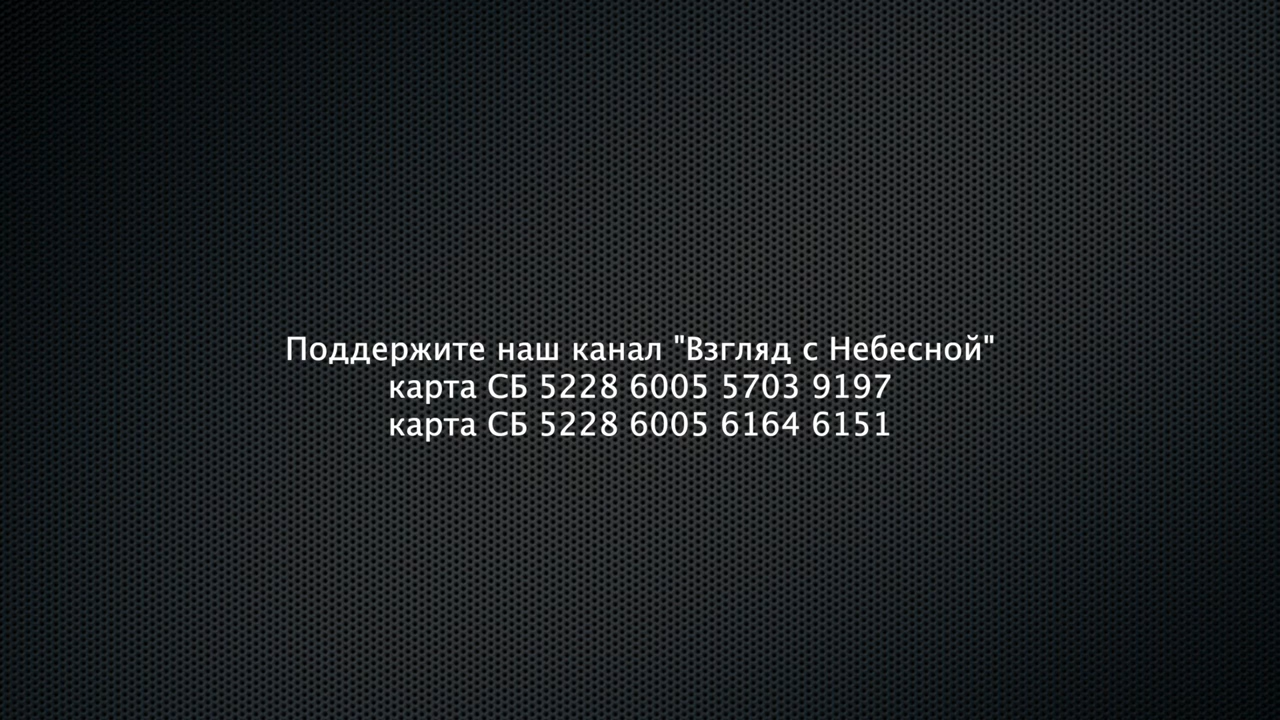 Поддержите наш канал "Взгляд с Небесной"
карта СБ 5228 6005 5703 9197
карта СБ 5228 6005 6164 6151